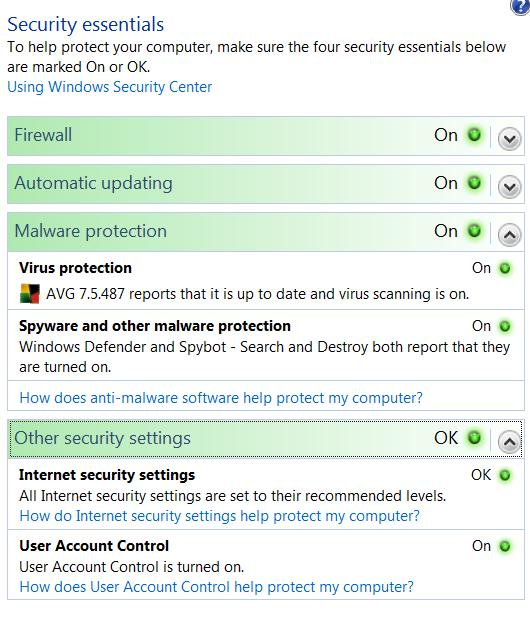 Security essentials
To help protect your computer, make sure the four security essentials below
are marked On or OK.
Using Windows Security Center
Firewall On
Automatic updating On
Malware protection On
Virus protection On
AVG 7.5.487 reports that it is up to date and virus scanning is on.
Spyware and other malware protection On
Windows Defender and Spybot - Search and Destroy both report that they
are turned on.
How does anti-malware software help protect my computer?
Other security settings OK
Internet security settings OK
All Internet security settings are set to their recommended levels.
How do Internet security settings help protect my computer?
User Account Control On
User Account Control is turned on.
How does User Account Control help protect my computer?